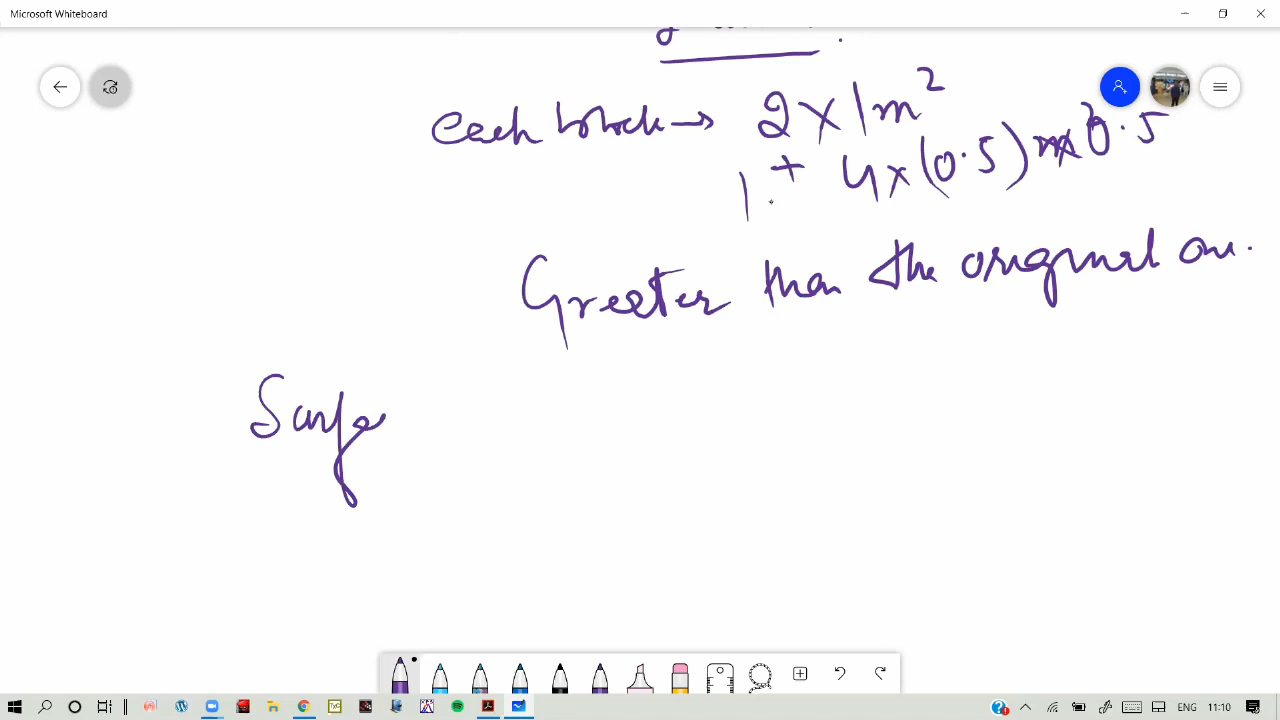 Microsoft Whiteboard
each block → 2 × 1m²
+ 4 × (0.5) 0.5
1
Greater than the original one.
Surfa
ENG 11:10